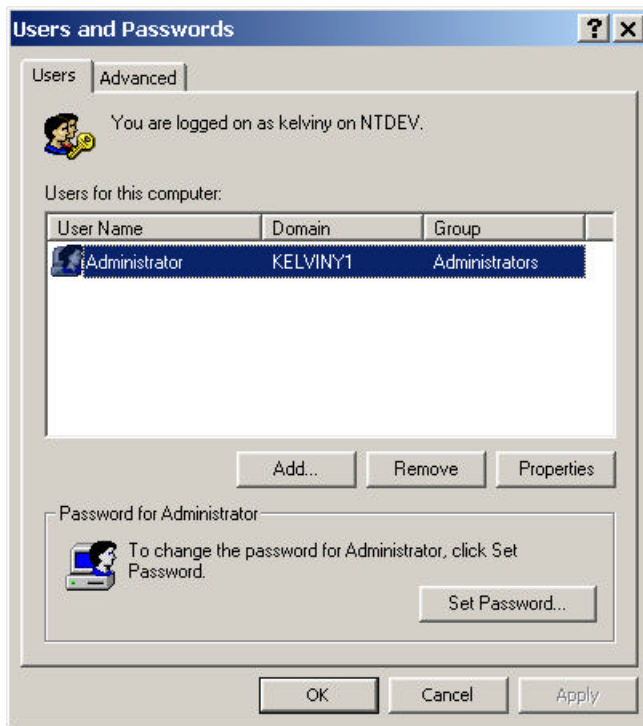 Users and Passwords
Users Advanced
You are logged on as kelviny on NTDEV.
Users for this computer:
User Name Domain Group
Administrator KELVINY1 Administrators
Add... Remove Properties
Password for Administrator
To change the password for Administrator, click Set
Password.
Set Password...
OK Cancel Apply